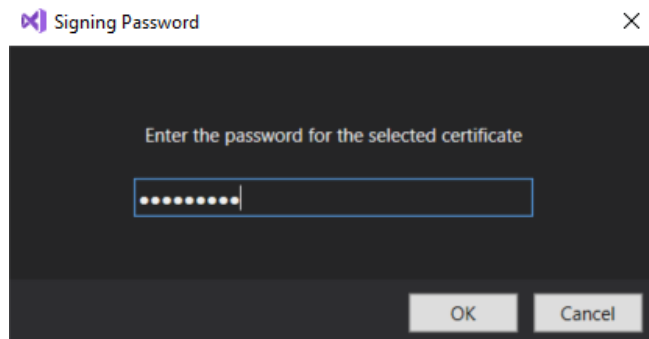 Signing Password
Enter the password for the selected certificate
•••••••••
OK
Cancel